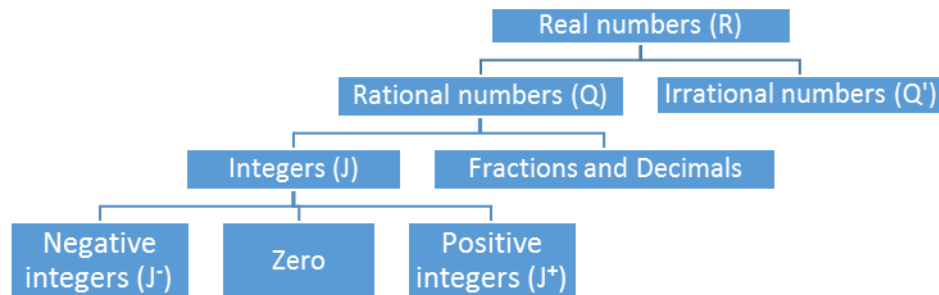 Real numbers (R)
Rational numbers (Q)
Irrational numbers (Q')
Integers (J)
Fractions and Decimals
Negative
integers (J⁻)
Zero
Positive
integers (J⁺)